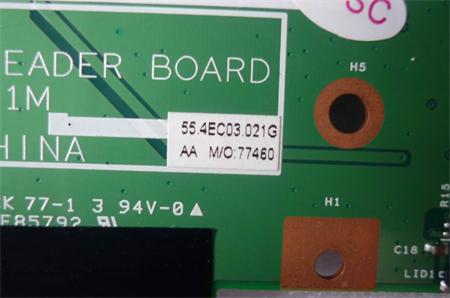 SC
EADER BOARD
1M
H5
55.4EC03.021G
AA M/O:77460
HINA
K 77-1 3 94V-0
E85792
H1
R15
C18
LID1